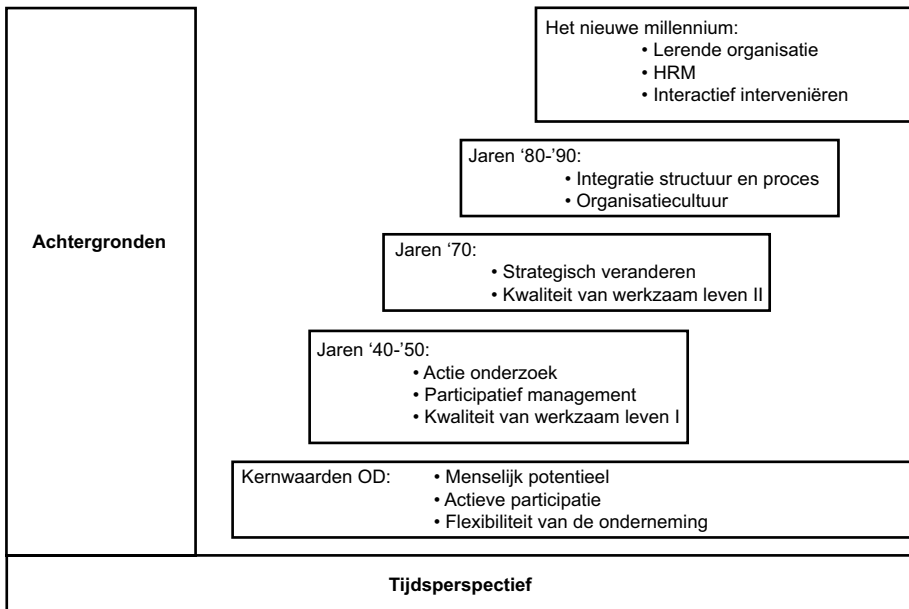 Het nieuwe millennium:
• Lerende organisatie
• HRM
• Interactief interveniëren
Jaren ‘80-’90:
• Integratie structuur en proces
• Organisatiecultuur
Achtergronden
Jaren ‘70:
• Strategisch veranderen
• Kwaliteit van werkzaam leven II
Jaren ‘40-’50:
• Actie onderzoek
• Participatief management
• Kwaliteit van werkzaam leven I
Kernwaarden OD: • Menselijk potentieel
• Actieve participatie
• Flexibiliteit van de onderneming
Tijdsperspectief